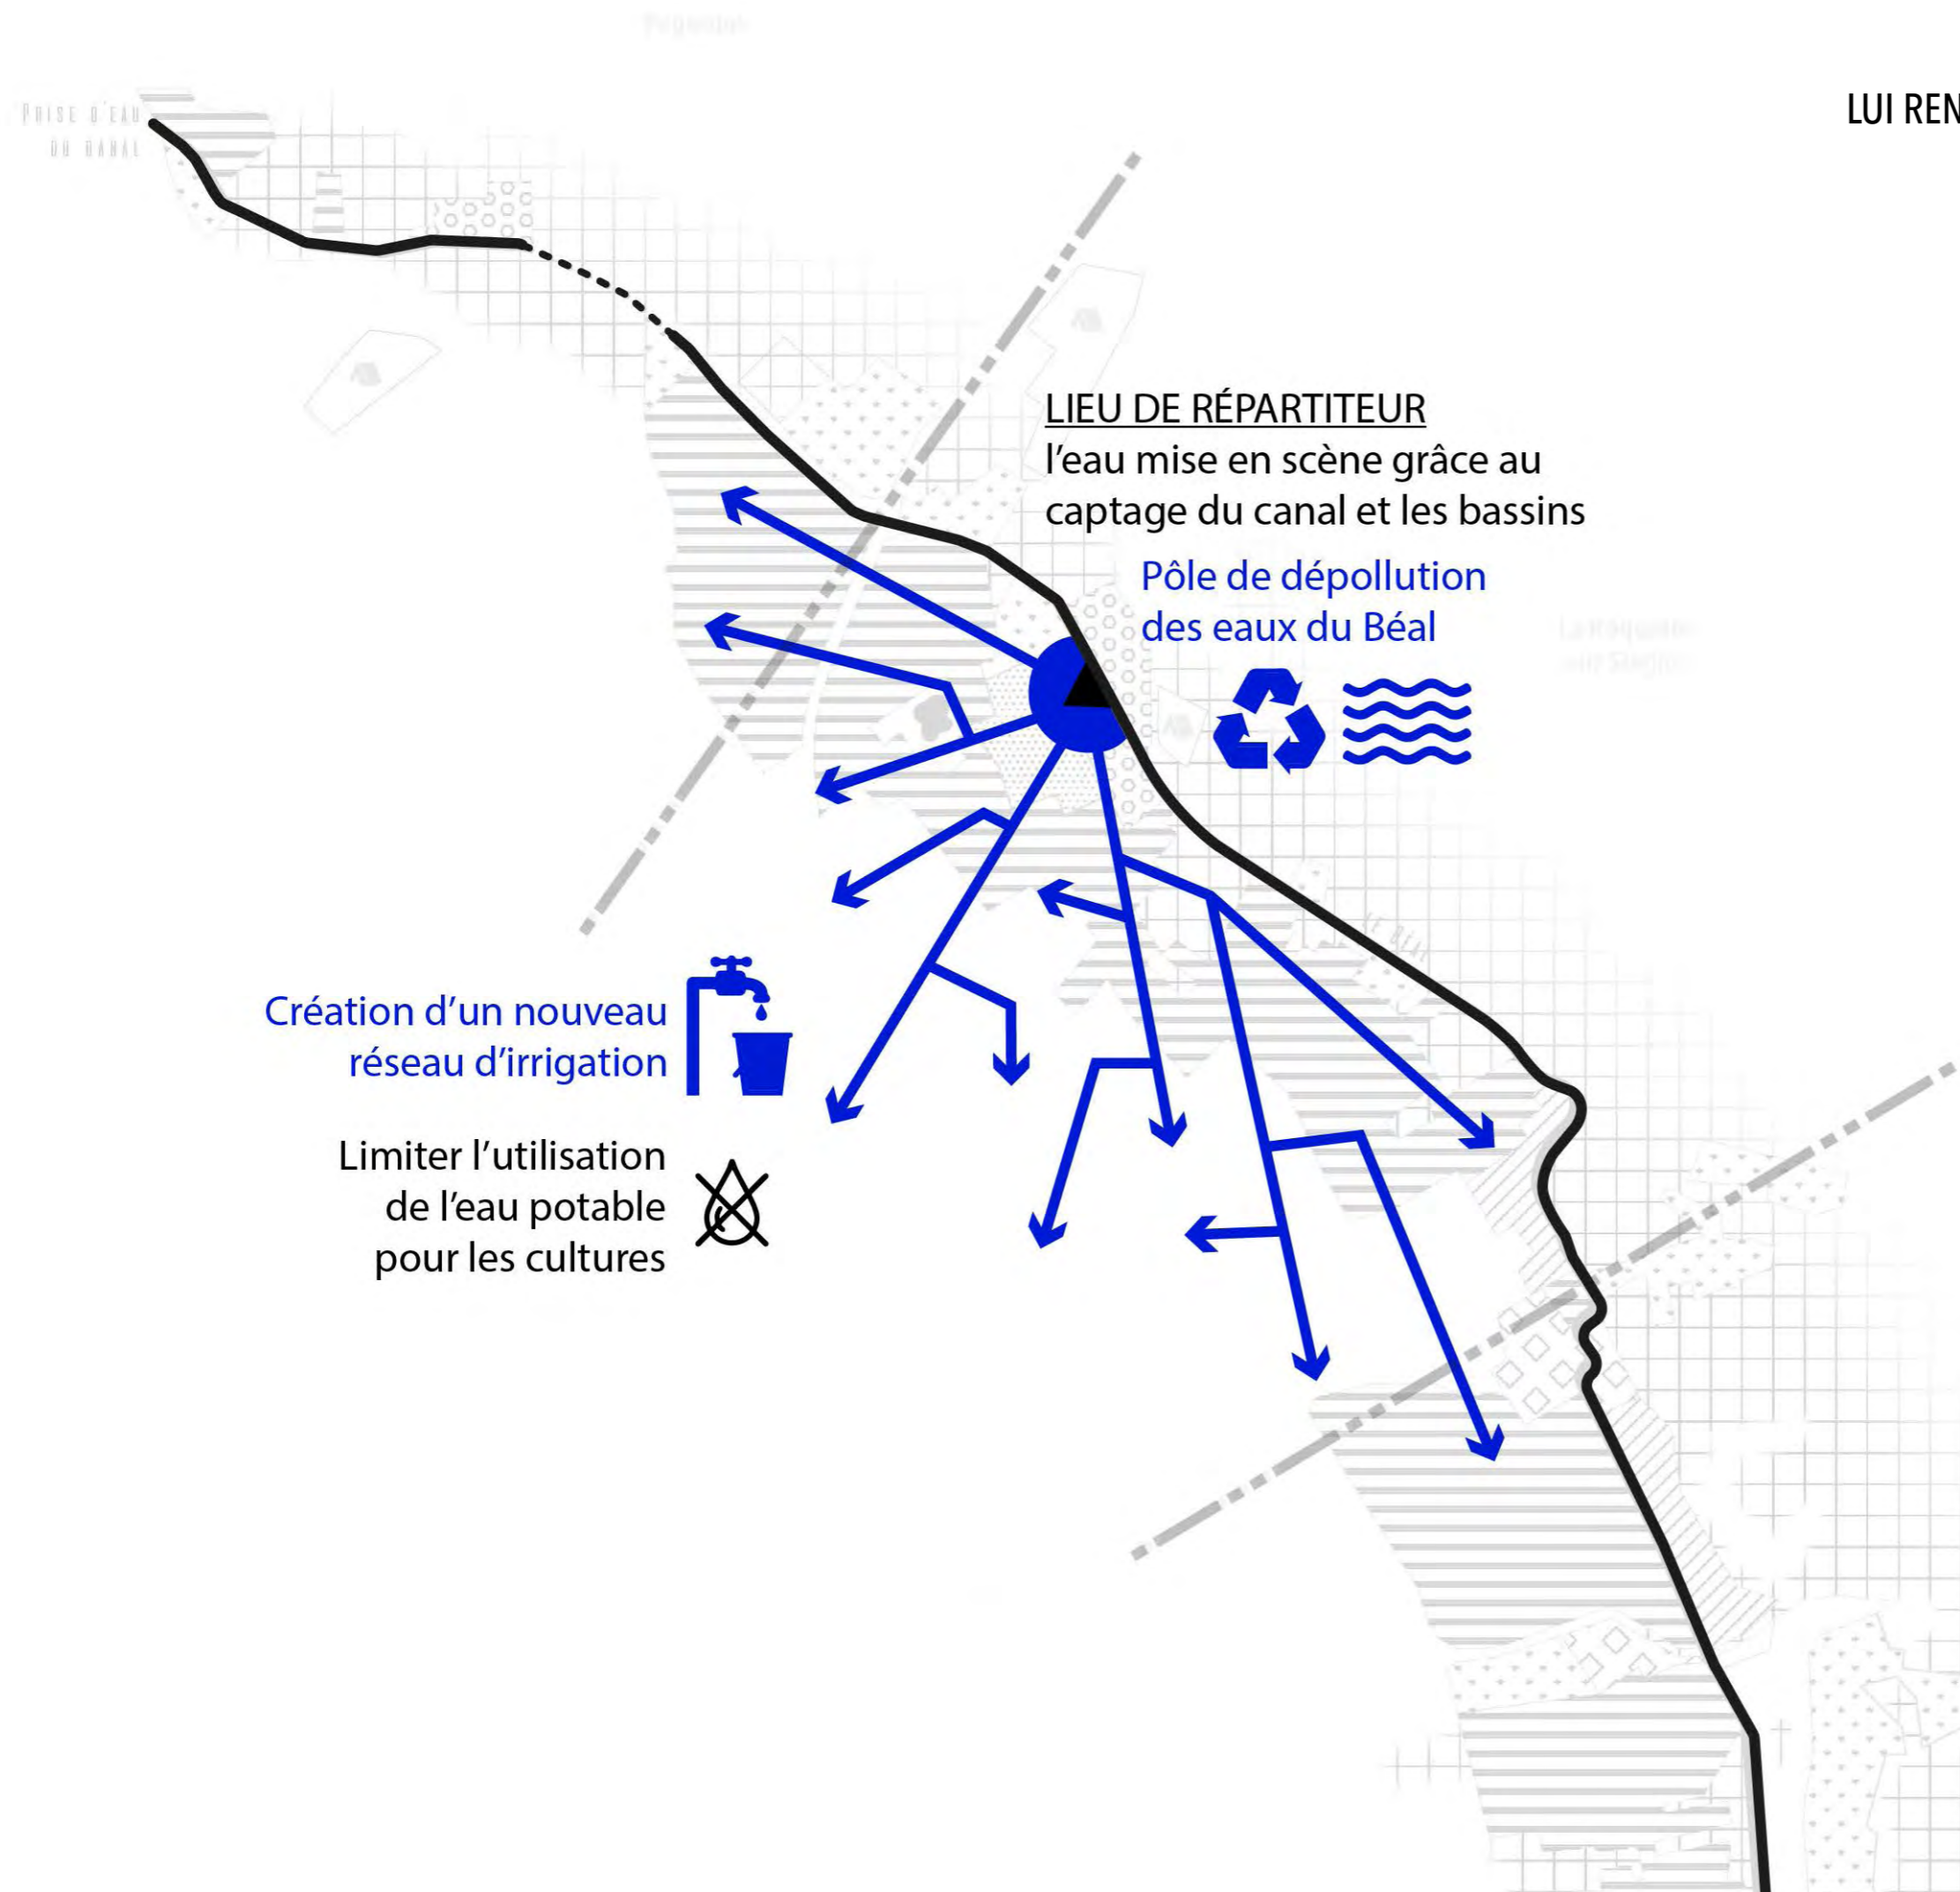 LUI REN
PRISE D'EAU
DU CANAL
LIEU DE RÉPARTITEUR
l'eau mise en scène grâce au
captage du canal et les bassins
Pôle de dépollution
des eaux du Béal
LE BÉAL
Création d'un nouveau
réseau d'irrigation
Limiter l'utilisation
de l'eau potable
pour les cultures